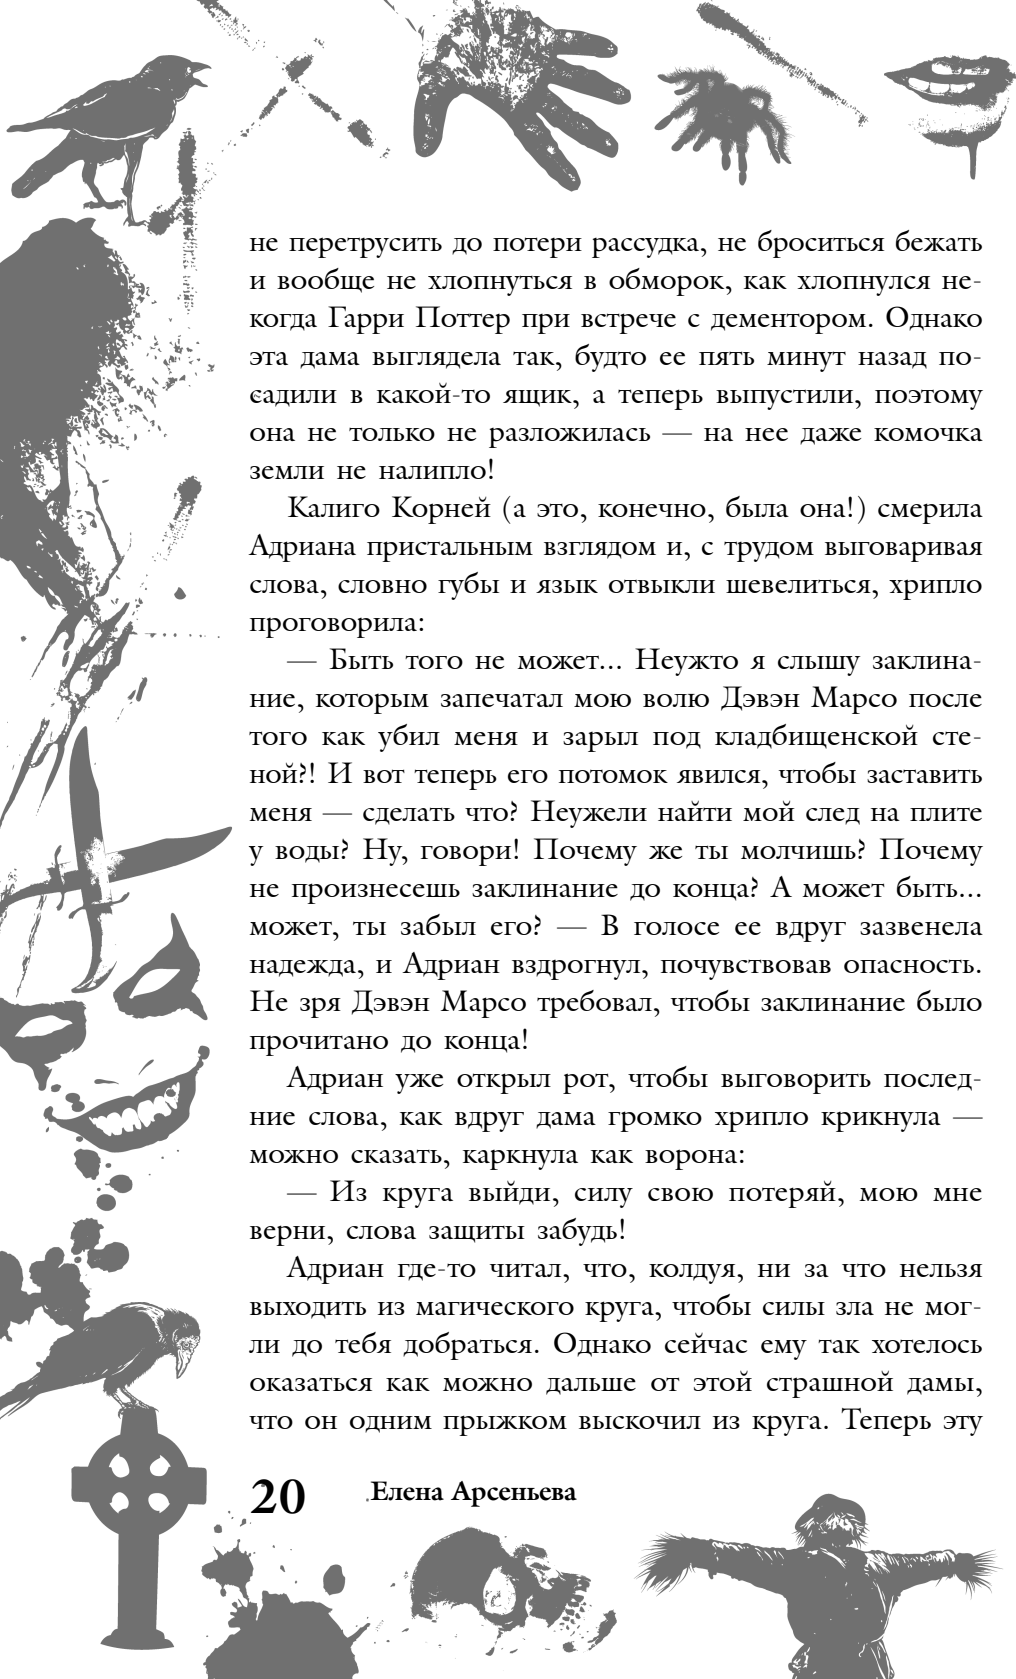 не перетрусить до потери рассудка, не броситься бежать
и вообще не хлопнуться в обморок, как хлопнулся не-
когда Гарри Поттер при встрече с дементором. Однако
эта дама выглядела так, будто ее пять минут назад по-
садили в какой-то ящик, а теперь выпустили, поэтому
она не только не разложилась — на нее даже комочка
земли не налипло!
Калиго Корней (а это, конечно, была она!) смерила
Адриана пристальным взглядом и, с трудом выговаривая
слова, словно губы и язык отвыкли шевелиться, хрипло
проговорила:
— Быть того не может... Неужто я слышу заклина-
ние, которым запечатал мою волю Дэвэн Марсо после
того как убил меня и зарыл под кладбищенской сте-
ной?! И вот теперь его потомок явился, чтобы заставить
меня — сделать что? Неужели найти мой след на плите
у воды? Ну, говори! Почему же ты молчишь? Почему
не произнесешь заклинание до конца? А может быть...
может, ты забыл его? — В голосе ее вдруг зазвенела
надежда, и Адриан вздрогнул, почувствовав опасность.
Не зря Дэвэн Марсо требовал, чтобы заклинание было
прочитано до конца!
Адриан уже открыл рот, чтобы выговорить послед-
ние слова, как вдруг дама громко хрипло крикнула —
можно сказать, каркнула как ворона:
— Из круга выйди, силу свою потеряй, мою мне
верни, слова защиты забудь!
Адриан где-то читал, что, колдуя, ни за что нельзя
выходить из магического круга, чтобы силы зла не мог-
ли до тебя добраться. Однако сейчас ему так хотелось
оказаться как можно дальше от этой страшной дамы,
что он одним прыжком выскочил из круга. Теперь эту
20 Елена Арсеньева